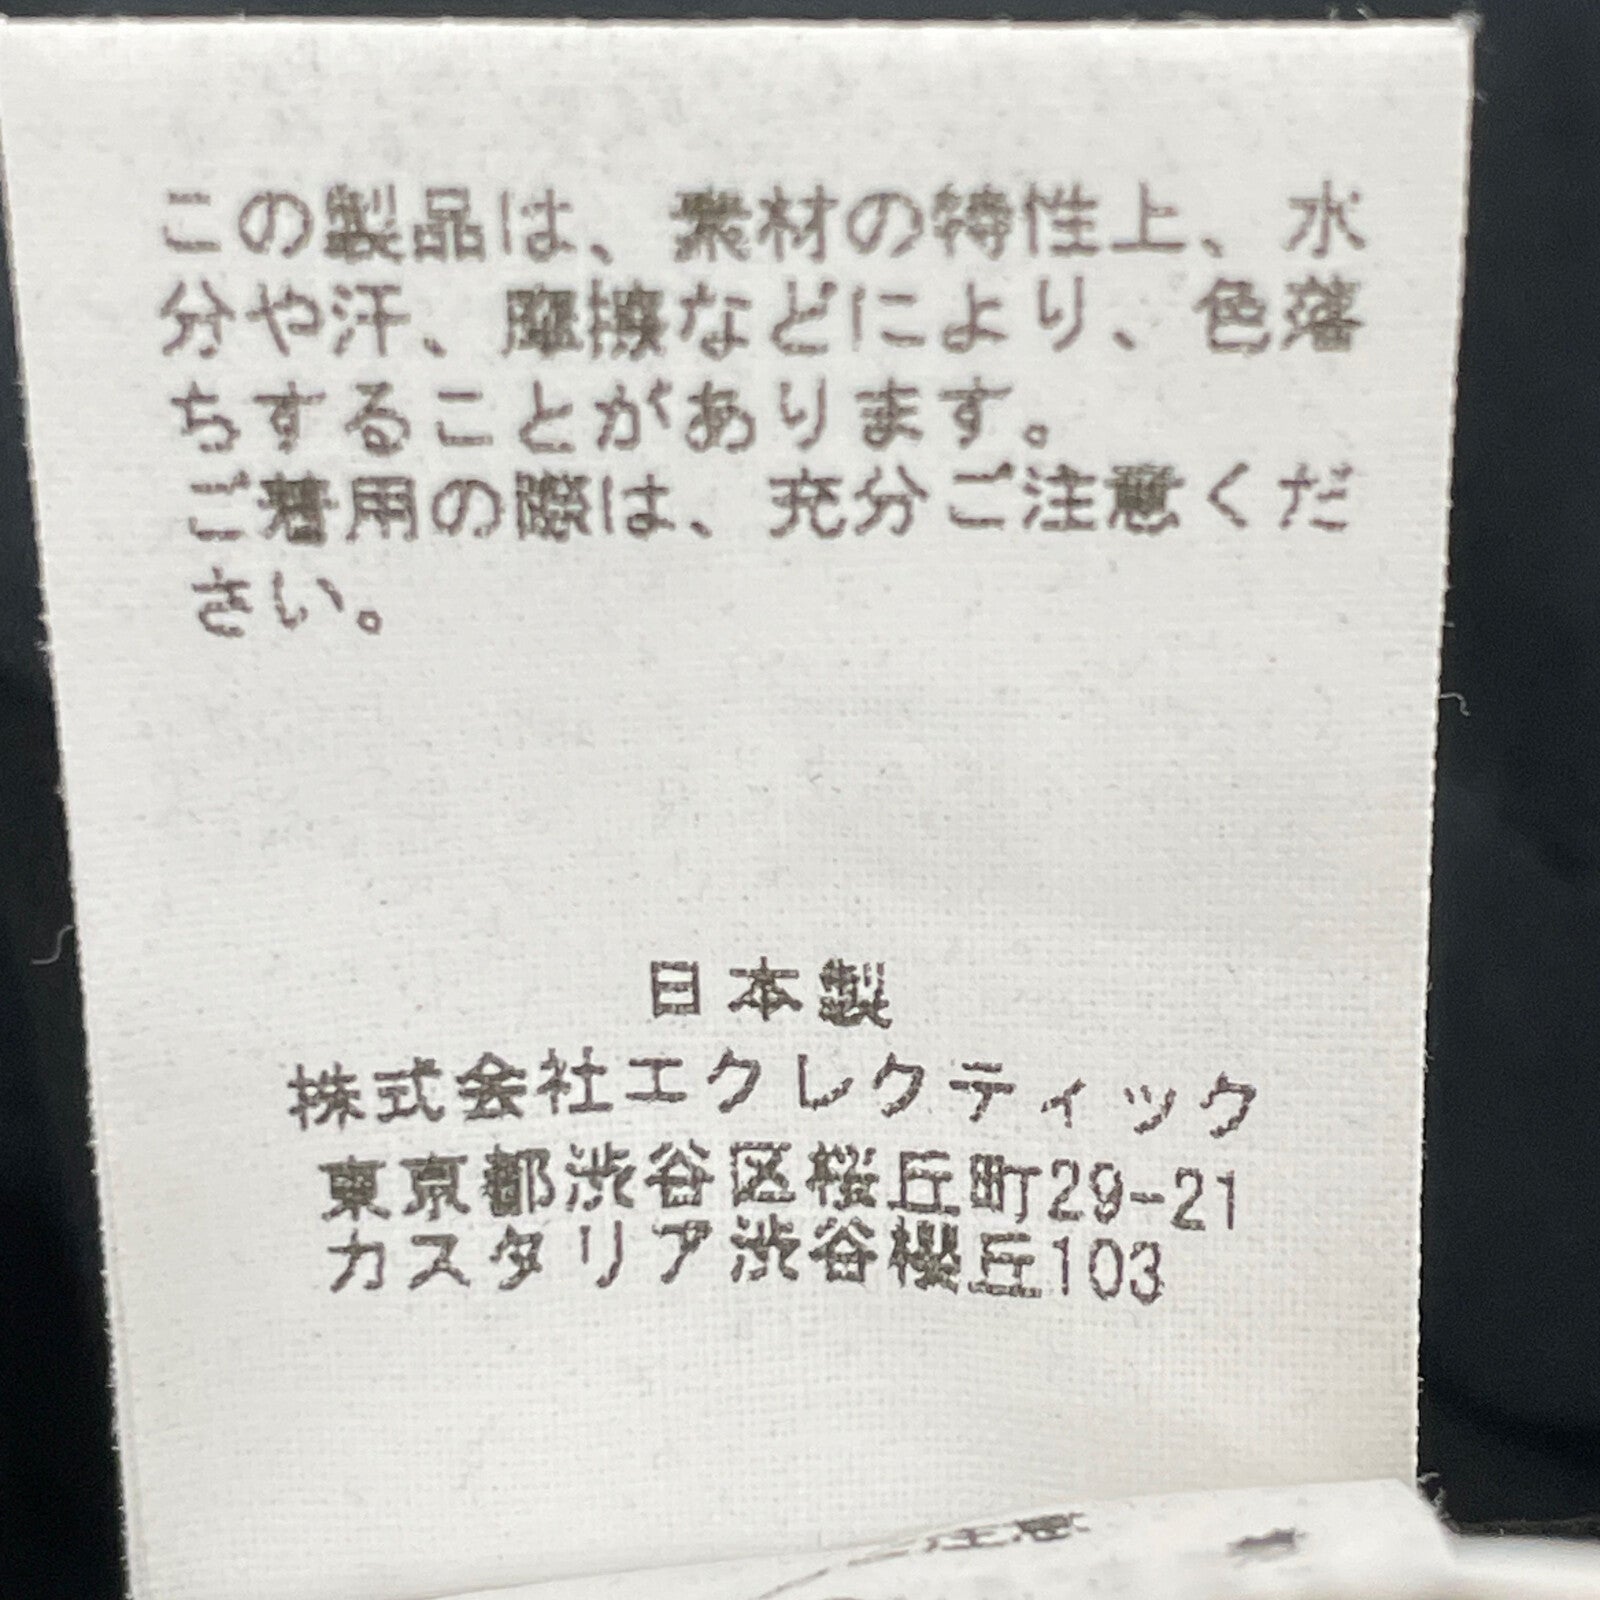 この製品は、素材の特性上、水
分や汗、摩擦などにより、色落
ちすることがあります。
ご着用の際は、充分ご注意くだ
さい。
日本製
株式会社エクレクティック
東京都渋谷区桜丘町29-21
カスタリア渋谷櫻丘103